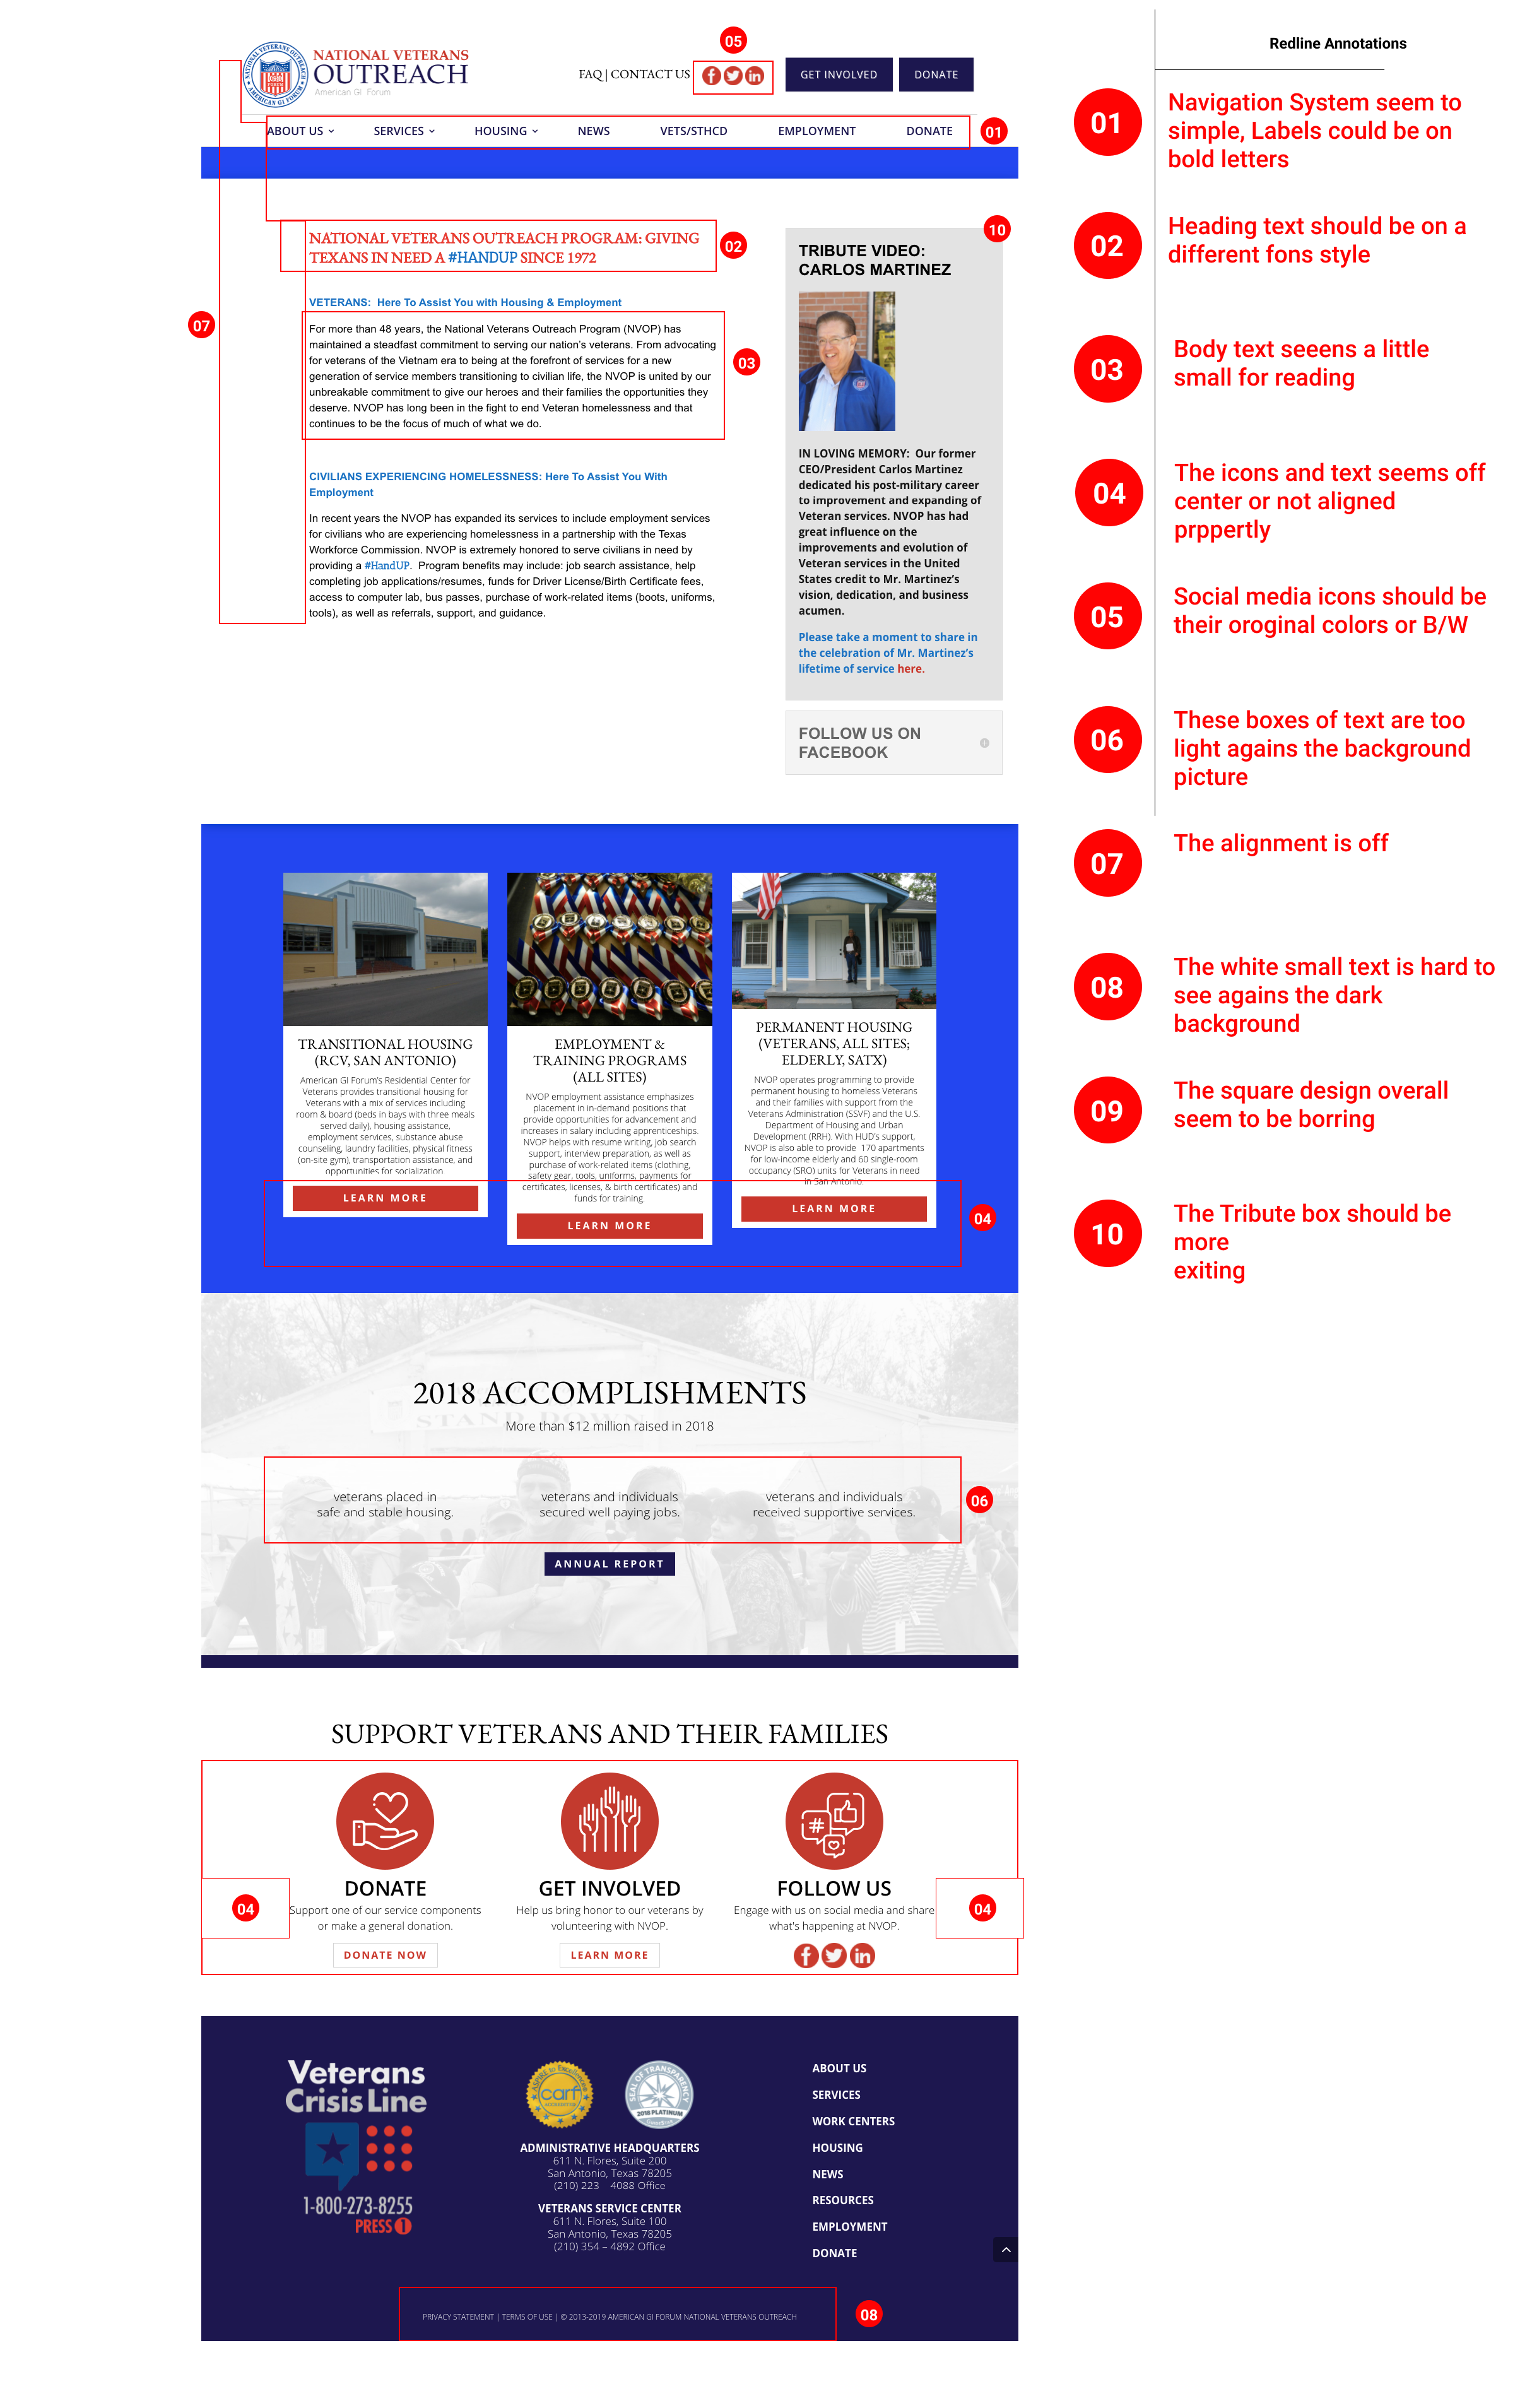 NATIONAL VETERANS
OUTREACH
American GI Forum
AMERICAN GI FORUM
FAQ | CONTACT US
05
GET INVOLVED
DONATE
ABOUT US
SERVICES
HOUSING
NEWS
VETS/STHCD
EMPLOYMENT
DONATE
01
NATIONAL VETERANS OUTREACH PROGRAM: GIVING
TEXANS IN NEED A #HANDUP SINCE 1972
02
VETERANS:  Here To Assist You with Housing & Employment
07
For more than 48 years, the National Veterans Outreach Program (NVOP) has
maintained a steadfast commitment to serving our nation's veterans. From advocating
for veterans of the Vietnam era to being at the forefront of services for a new
generation of service members transitioning to civilian life, the NVOP is united by our
unbreakable commitment to give our heroes and their families the opportunities they
deserve. NVOP has long been in the fight to end Veteran homelessness and that
continues to be the focus of much of what we do.
03
CIVILIANS EXPERIENCING HOMELESSNESS: Here To Assist You With
Employment
In recent years the NVOP has expanded its services to include employment services
for civilians who are experiencing homelessness in a partnership with the Texas
Workforce Commission. NVOP is extremely honored to serve civilians in need by
providing a #HandUP.  Program benefits may include: job search assistance, help
completing job applications/resumes, funds for Driver License/Birth Certificate fees,
access to computer lab, bus passes, purchase of work-related items (boots, uniforms,
tools), as well as referrals, support, and guidance.
10
TRIBUTE VIDEO:
CARLOS MARTINEZ
IN LOVING MEMORY:  Our former
CEO/President Carlos Martinez
dedicated his post-military career
to improvement and expanding of
Veteran services. NVOP has had
great influence on the
improvements and evolution of
Veteran services in the United
States credit to Mr. Martinez's
vision, dedication, and business
acumen.
Please take a moment to share in
the celebration of Mr. Martinez's
lifetime of service here.
FOLLOW US ON
FACEBOOK
TRANSITIONAL HOUSING
(RCV, SAN ANTONIO)
American GI Forum's Residential Center for
Veterans provides transitional housing for
Veterans with a mix of services including
room & board (beds in bays with three meals
served daily), housing assistance,
employment services, substance abuse
counseling, laundry facilities, physical fitness
(on-site gym), transportation assistance, and
opportunities for socialization.
LEARN MORE
EMPLOYMENT &
TRAINING PROGRAMS
(ALL SITES)
NVOP employment assistance emphasizes
placement in in-demand positions that
provide opportunities for advancement and
increases in salary including apprenticeships.
NVOP helps with resume writing, job search
support, interview preparation, as well as
purchase of work-related items (clothing,
safety gear, tools, uniforms, payments for
certificates, licenses, & birth certificates) and
funds for training.
LEARN MORE
PERMANENT HOUSING
(VETERANS, ALL SITES;
ELDERLY, SATX)
NVOP operates programming to provide
permanent housing to homeless Veterans
and their families with support from the
Veterans Administration (SSVF) and the U.S.
Department of Housing and Urban
Development (RRH). With HUD's support,
NVOP is also able to provide  170 apartments
for low-income elderly and 60 single-room
occupancy (SRO) units for Veterans in need
in San Antonio.
LEARN MORE
04
2018 ACCOMPLISHMENTS
STAND DOWN
More than $12 million raised in 2018
veterans placed in
safe and stable housing.
veterans and individuals
secured well paying jobs.
veterans and individuals
received supportive services.
06
ANNUAL REPORT
SUPPORT VETERANS AND THEIR FAMILIES
DONATE
Support one of our service components
or make a general donation.
DONATE NOW
04
GET INVOLVED
Help us bring honor to our veterans by
volunteering with NVOP.
LEARN MORE
FOLLOW US
Engage with us on social media and share
what's happening at NVOP.
04
Veterans
Crisis Line
1-800-273-8255
PRESS 1
carf
SEAL OF TRANSPARENCY
2018 PLATINUM
ADMINISTRATIVE HEADQUARTERS
611 N. Flores, Suite 200
San Antonio, Texas 78205
(210) 223    4088 Office
VETERANS SERVICE CENTER
611 N. Flores, Suite 100
San Antonio, Texas 78205
(210) 354 – 4892 Office
ABOUT US
SERVICES
WORK CENTERS
HOUSING
NEWS
RESOURCES
EMPLOYMENT
DONATE
PRIVACY STATEMENT | TERMS OF USE | © 2013-2019 AMERICAN GI FORUM NATIONAL VETERANS OUTREACH
08
Redline Annotations
01
Navigation System seem to
simple, Labels could be on
bold letters
02
Heading text should be on a
different fons style
03
Body text seeens a little
small for reading
04
The icons and text seems off
center or not aligned
prppertly
05
Social media icons should be
their oroginal colors or B/W
06
These boxes of text are too
light agains the background
picture
07
The alignment is off
08
The white small text is hard to
see agains the dark
background
09
The square design overall
seem to be borring
10
The Tribute box should be
more
exiting